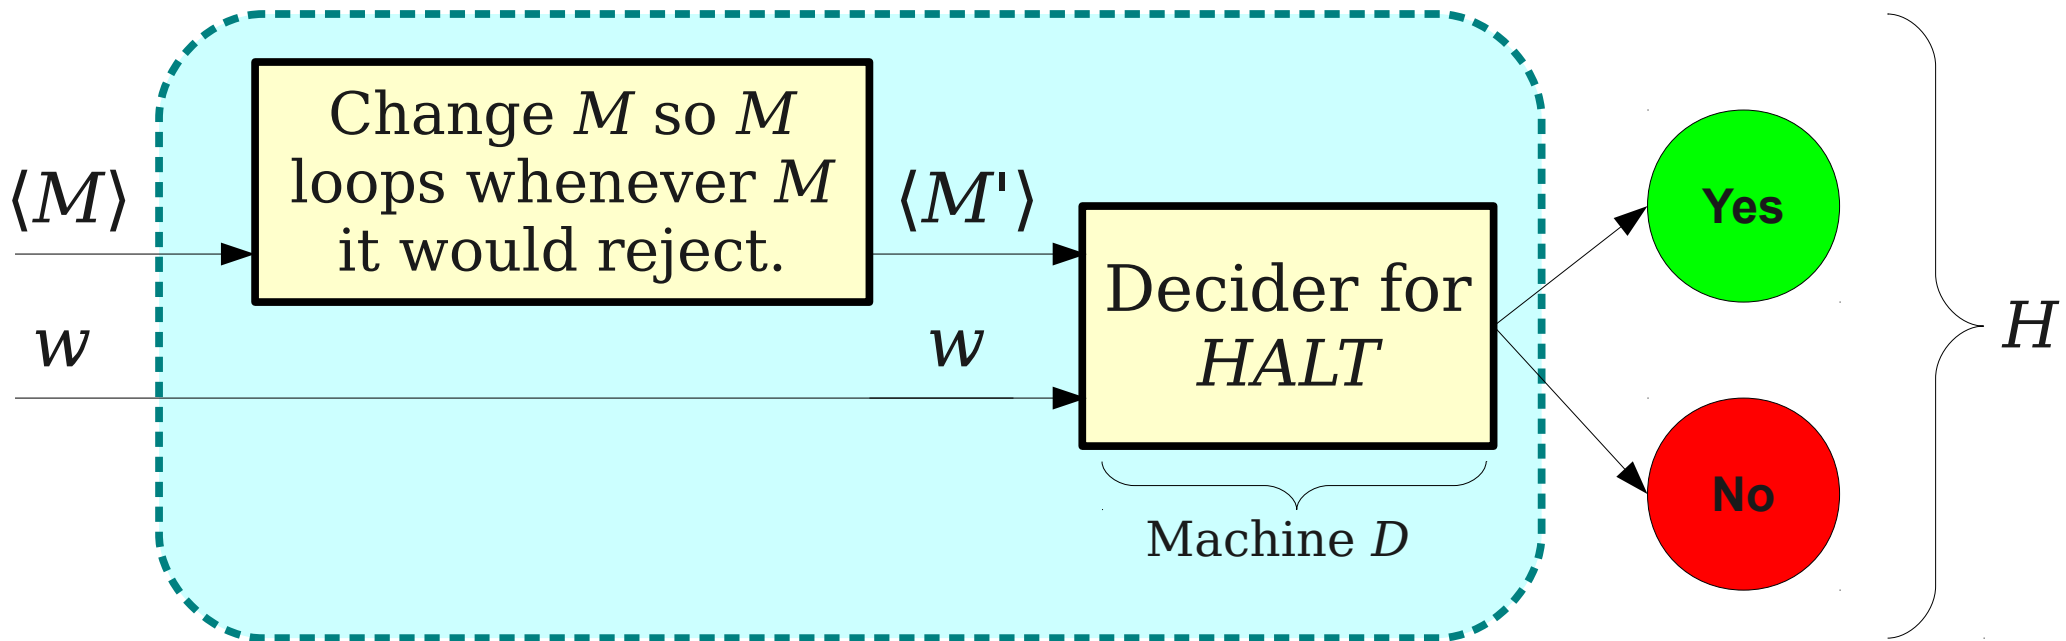 Change M so M
loops whenever M
it would reject.
⟨M⟩
⟨M'⟩
w
w
Decider for
HALT
Machine D
Yes
No
H